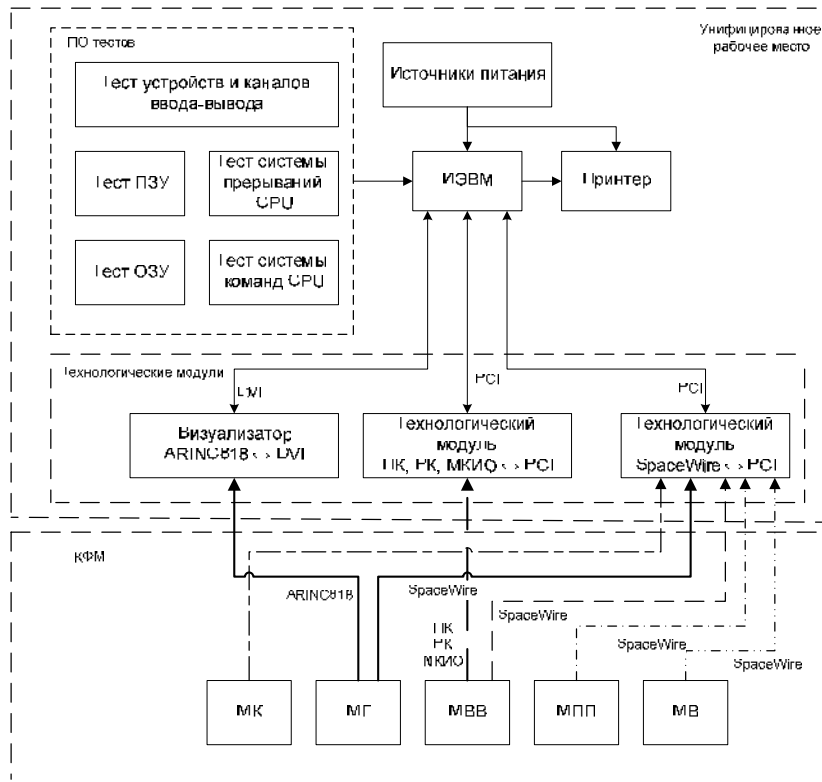 Унифицированное
рабочее место
ПО тестов
Тест устройств и каналов
ввода-вывода
Тест ПЗУ
Тест системы
прерываний
CPU
Тест ОЗУ
Тест системы
команд CPU
Источники питания
ИЭВМ
Принтер
Технологические модули
DVI
PCI
PCI
Визуализатор
ARINC818 <-> DVI
Технологический
модуль
ПК, РК, МКИО <-> PCI
Технологический
модуль
SpaceWire <-> PCI
КФМ
ARINC818
SpaceWire
ПК
РК
МКИО
SpaceWire
SpaceWire
SpaceWire
МК
МГ
МВВ
МПП
МВ